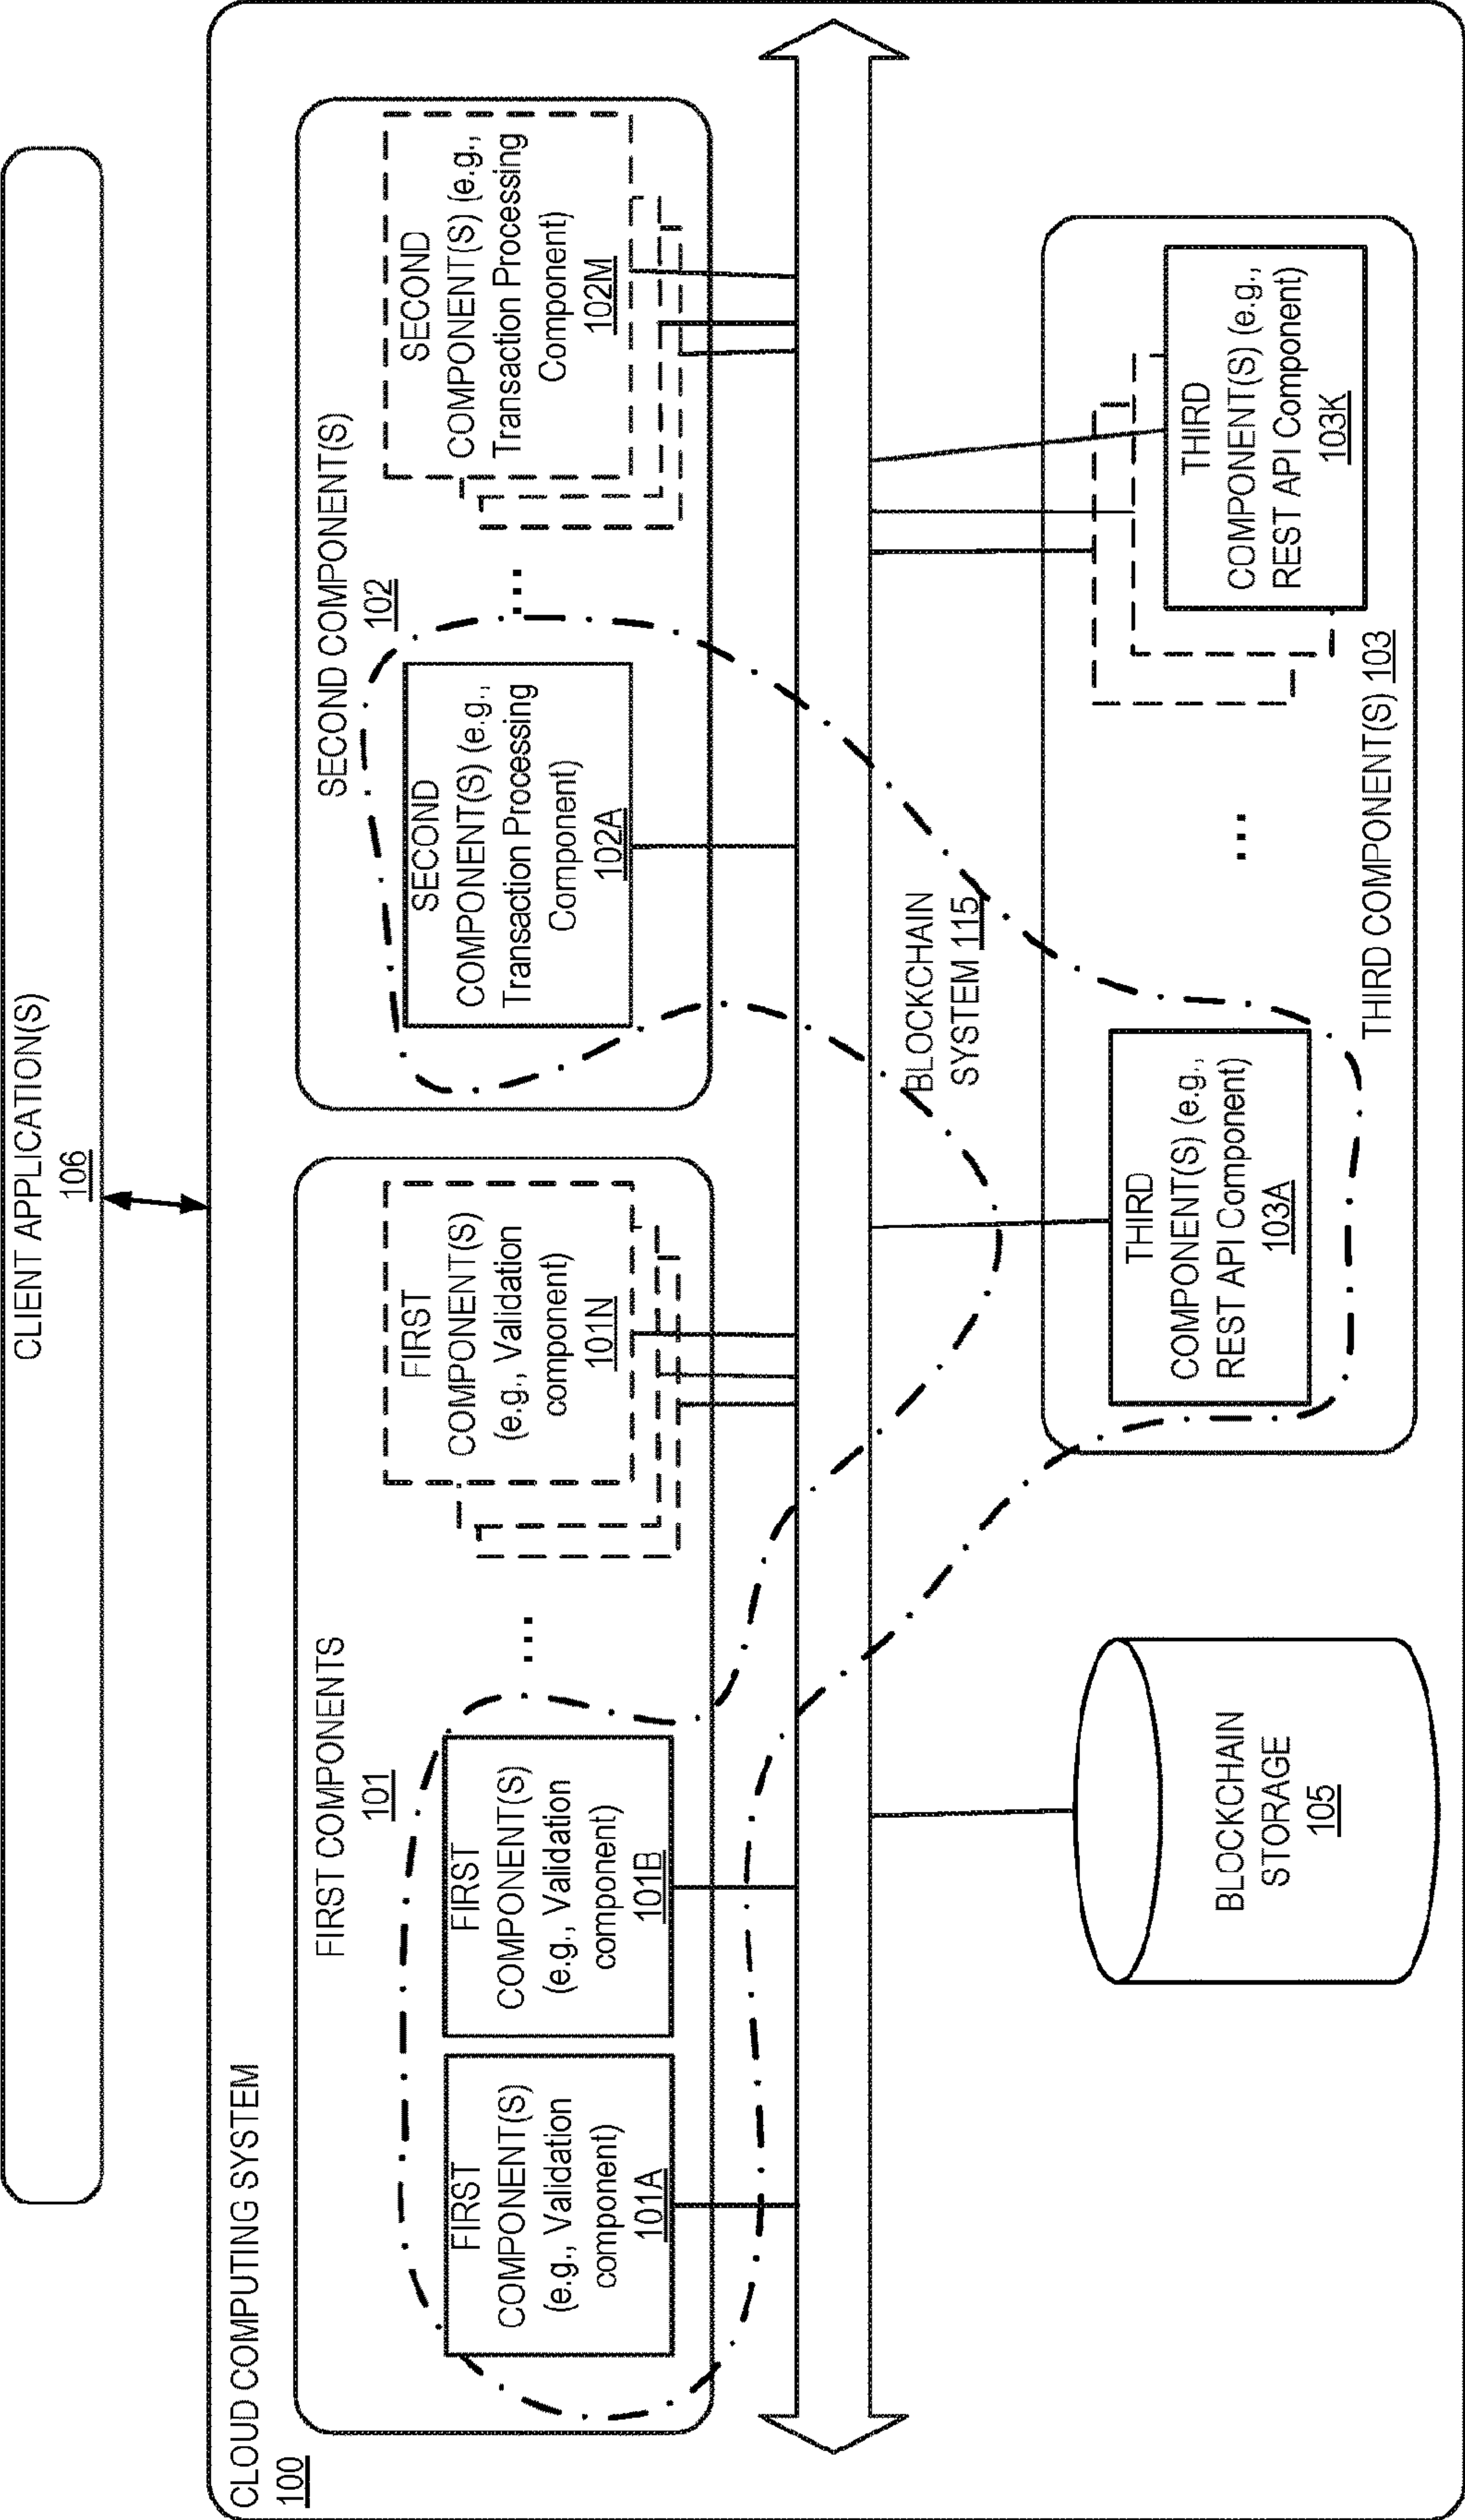 CLIENT APPLICATION(S)
106
CLOUD COMPUTING SYSTEM
100
FIRST COMPONENTS
101
FIRST
COMPONENT(S)
(e.g., Validation
component)
101A
FIRST
COMPONENT(S)
(e.g., Validation
component)
101B
...
FIRST
COMPONENT(S)
(e.g., Validation
component)
101N
SECOND COMPONENT(S)
102
SECOND
COMPONENT(S) (e.g.,
Transaction Processing
Component)
102A
...
SECOND
COMPONENT(S) (e.g.,
Transaction Processing
Component)
102M
BLOCKCHAIN
SYSTEM 115
BLOCKCHAIN
STORAGE
105
THIRD
COMPONENT(S) (e.g.,
REST API Component)
103A
...
THIRD
COMPONENT(S) (e.g.,
REST API Component)
103K
THIRD COMPONENT(S) 103